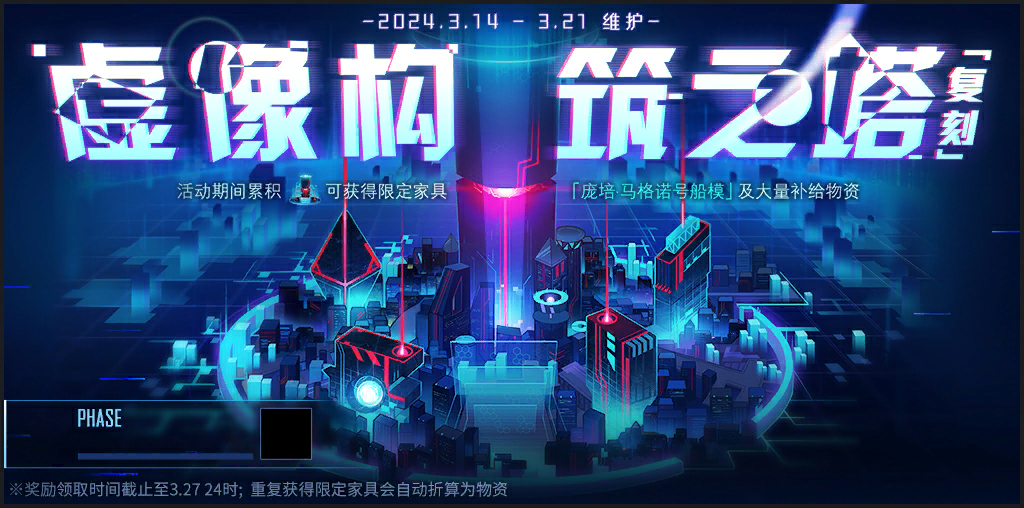 -2024.3.14 - 3.21 维护-
虚像构筑之塔
「复刻」
活动期间累积 可获得限定家具「庞培·马格诺号船模」及大量补给物资
PHASE
※奖励领取时间截止至3.27 24时; 重复获得限定家具会自动折算为物资